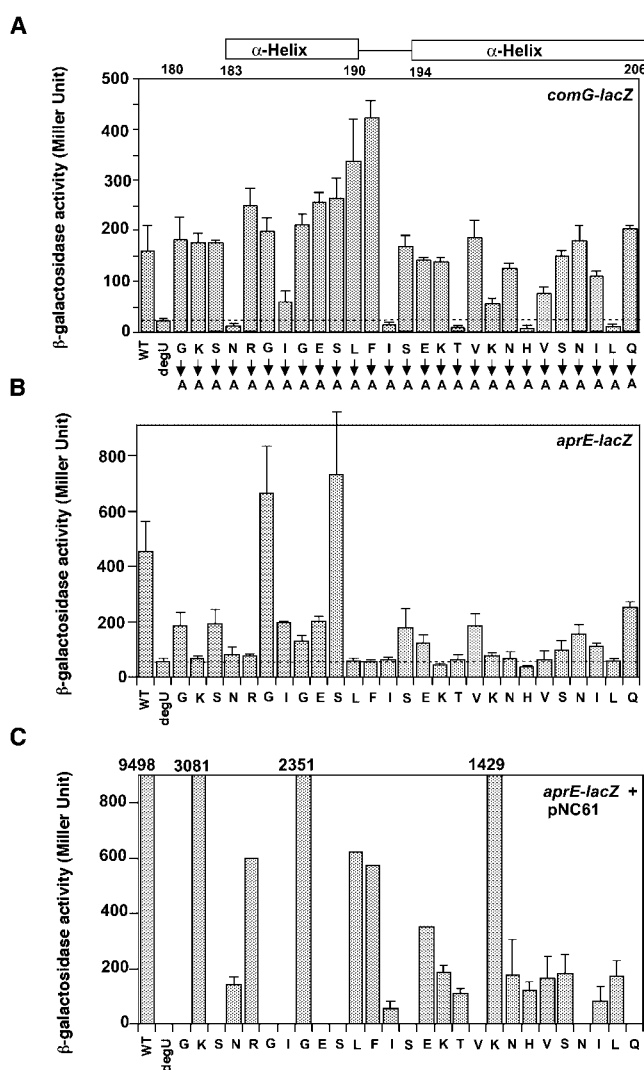 A
α-Helix α-Helix
180 183 190 194 206
comG-lacZ
β-galactosidase activity (Miller Unit)
500
400
300
200
100
0
WT degU G K S N R G I G E S L F I S E K T V K N H V S N I L Q
A A A A A A A A A A A A A A A A A A A A A A A A A A A
B
aprE-lacZ
β-galactosidase activity (Miller Unit)
800
600
400
200
0
WT degU G K S N R G I G E S L F I S E K T V K N H V S N I L Q
C
9498 3081 2351 1429
aprE-lacZ +
pNC61
β-galactosidase activity (Miller Unit)
800
600
400
200
0
WT degU G K S N R G I G E S L F I S E K T V K N H V S N I L Q